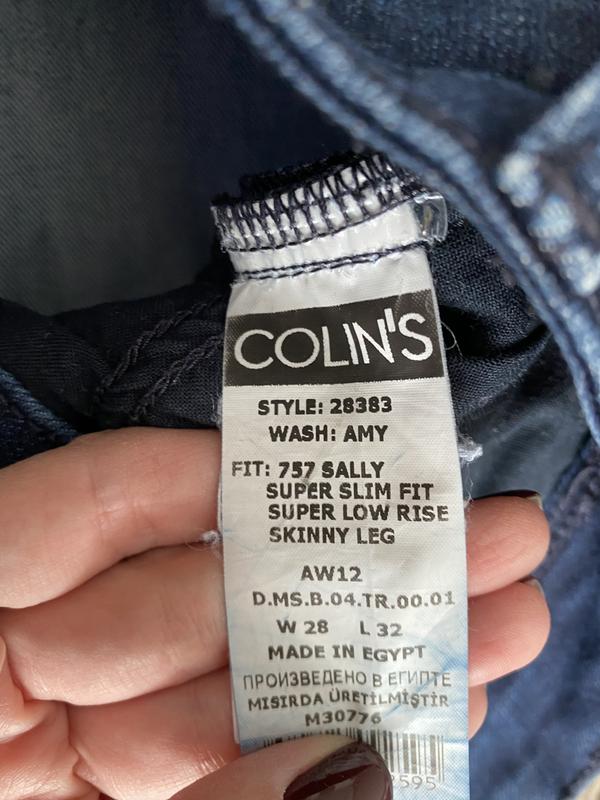 COLIN'S
STYLE: 28383
WASH: AMY
FIT: 757 SALLY
SUPER SLIM FIT
SUPER LOW RISE
SKINNY LEG
AW12
D.MS.B.04.TR.00.01
W 28 L 32
MADE IN EGYPT
ПРОИЗВЕДЕНО В ЕГИПТЕ
MISIRDA ÜRETİLMİŞTİR
M30776